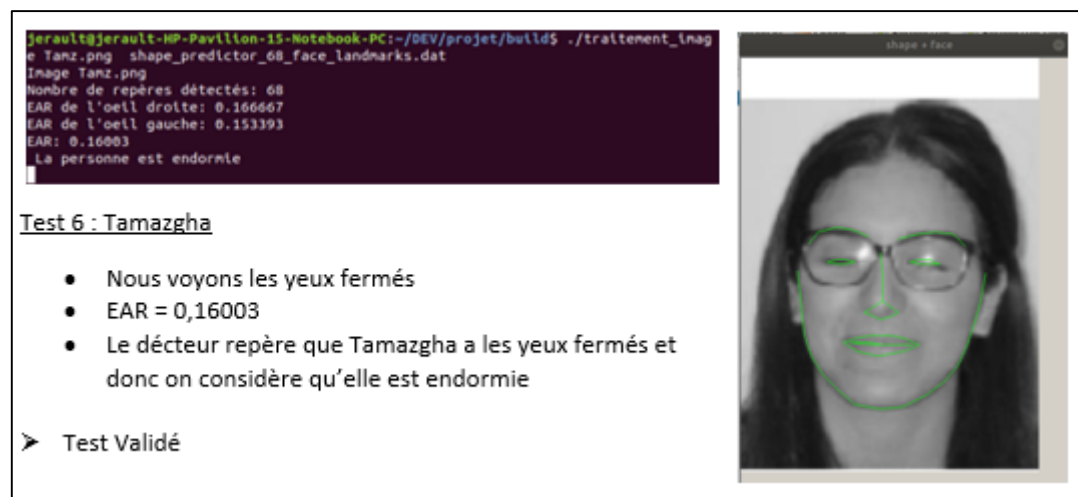 jerault@jerault-HP-Pavilion-15-Notebook-PC:~/DEV/projet/build$ ./traitement_imag
e Tamz.png shape_predictor_68_face_landmarks.dat
Image Tamz.png
Nombre de repères détectés: 68
EAR de l'oeil droite: 0.166667
EAR de l'oeil gauche: 0.153393
EAR: 0.16003
La personne est endormie
shape + face
Test 6 : Tamazgha
● Nous voyons les yeux fermés
● EAR = 0,16003
● Le décteur repère que Tamazgha a les yeux fermés et
donc on considère qu'elle est endormie
➤ Test Validé